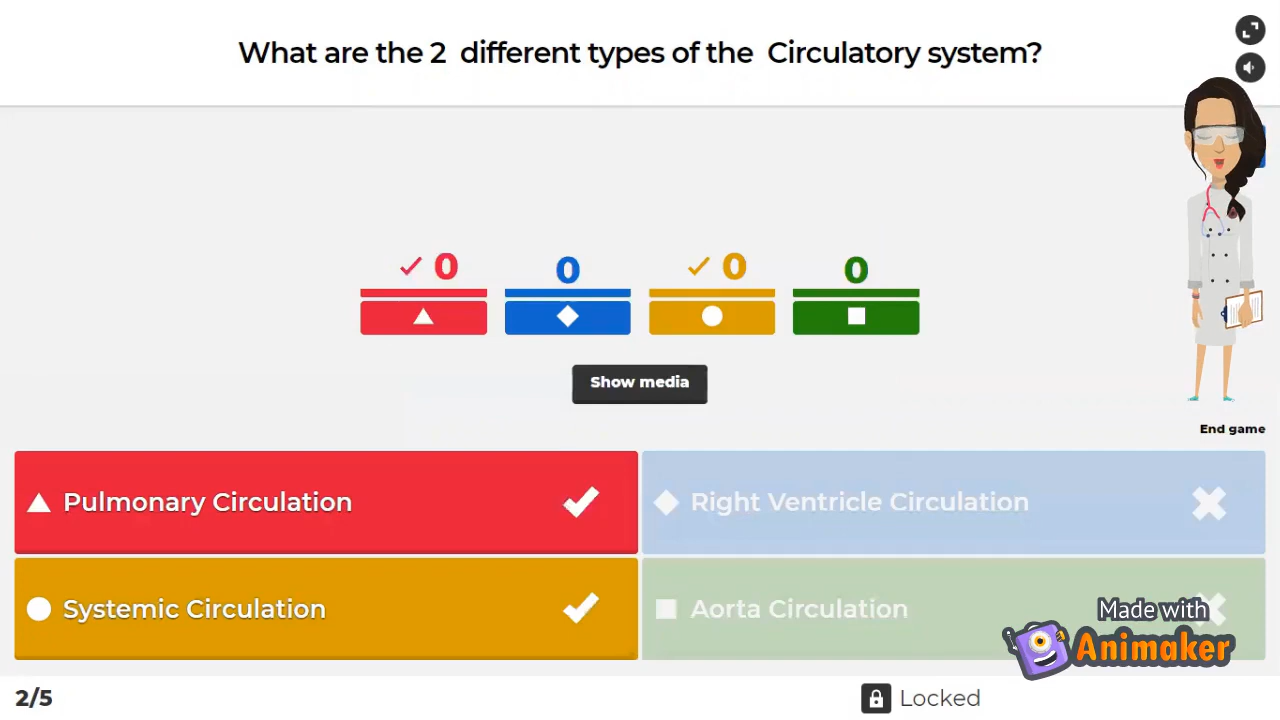 What are the 2 different types of the Circulatory system?
0 0 0 0
Show media
End game
Pulmonary Circulation
Right Ventricle Circulation
Systemic Circulation
Aorta Circulation
Made with
Animaker
2/5
Locked